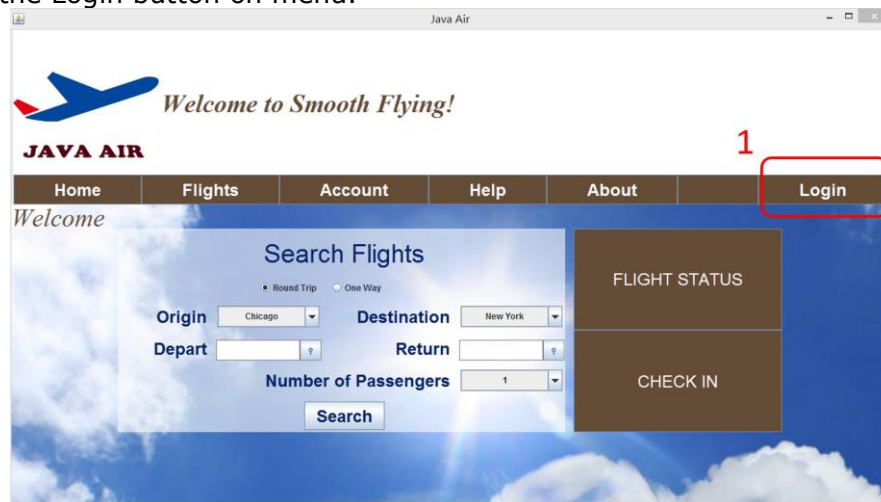 the Login button on menu.
Java Air
Welcome to Smooth Flying!
JAVA AIR
1
Home Flights Account Help About Login
Welcome
Search Flights
Round Trip One Way
Origin Chicago Destination New York
Depart ? Return ?
Number of Passengers 1
Search
FLIGHT STATUS
CHECK IN